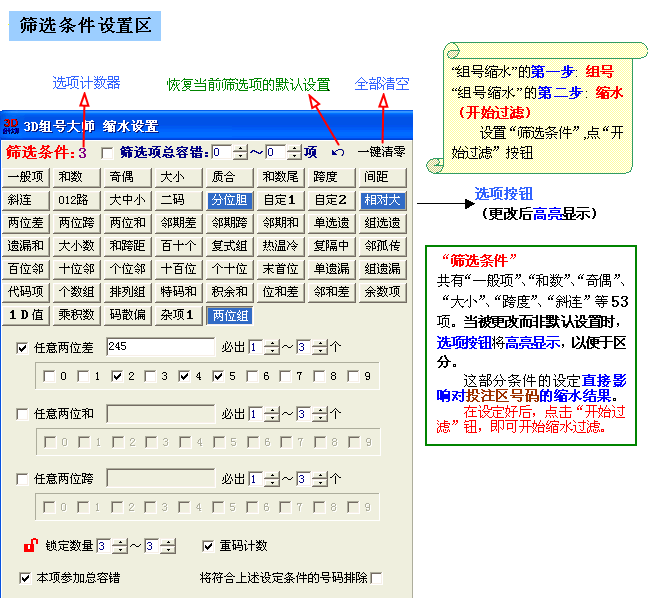 筛选条件设置区
选项计数器
恢复当前筛选项的默认设置
全部清空
3D组号大师 缩水设置
筛选条件:3 筛选项总容错:0～0项 一键清零
一般项 和数 奇偶 大小 质合 和数尾 跨度 间距
斜连 012路 大中小 二码 分位胆 自定1 自定2 相对大
两位差 两位跨 两位和 邻期差 邻期跨 邻期和 单选遗 组选遗
遗漏和 大小数 和跨距 百十个 复式组 热温冷 复隔中 邻孤传
百位邻 十位邻 个位邻 十百位 个十位 末首位 单遗漏 组遗漏
代码项 个数组 排列组 特码和 积余和 位和差 邻和差 余数项
1D值 乘积数 码数偏 杂项1 两位组
任意两位差 245 必出 1～3个
0 1 2 3 4 5 6 7 8 9
任意两位和 必出 1～3个
0 1 2 3 4 5 6 7 8 9
任意两位跨 必出 1～3个
0 1 2 3 4 5 6 7 8 9
锁定数量 3～3 重码计数
本项参加总容错 将符合上述设定条件的号码排除
“组号缩水”的第一步: 组号
“组号缩水”的第二步: 缩水
（开始过滤）
设置“筛选条件”,点“开
始过滤”按钮
选项按钮
（更改后高亮显示）
“筛选条件”
共有“一般项”、“和数”、“奇偶”、
“大小”、“跨度”、“斜连”等53
项。当被更改而非默认设置时，
选项按钮将高亮显示，以便于区
分。
这部分条件的设定直接影
响对投注区号码的缩水结果。
在设定好后，点击“开始过
滤”钮，即可开始缩水过滤。